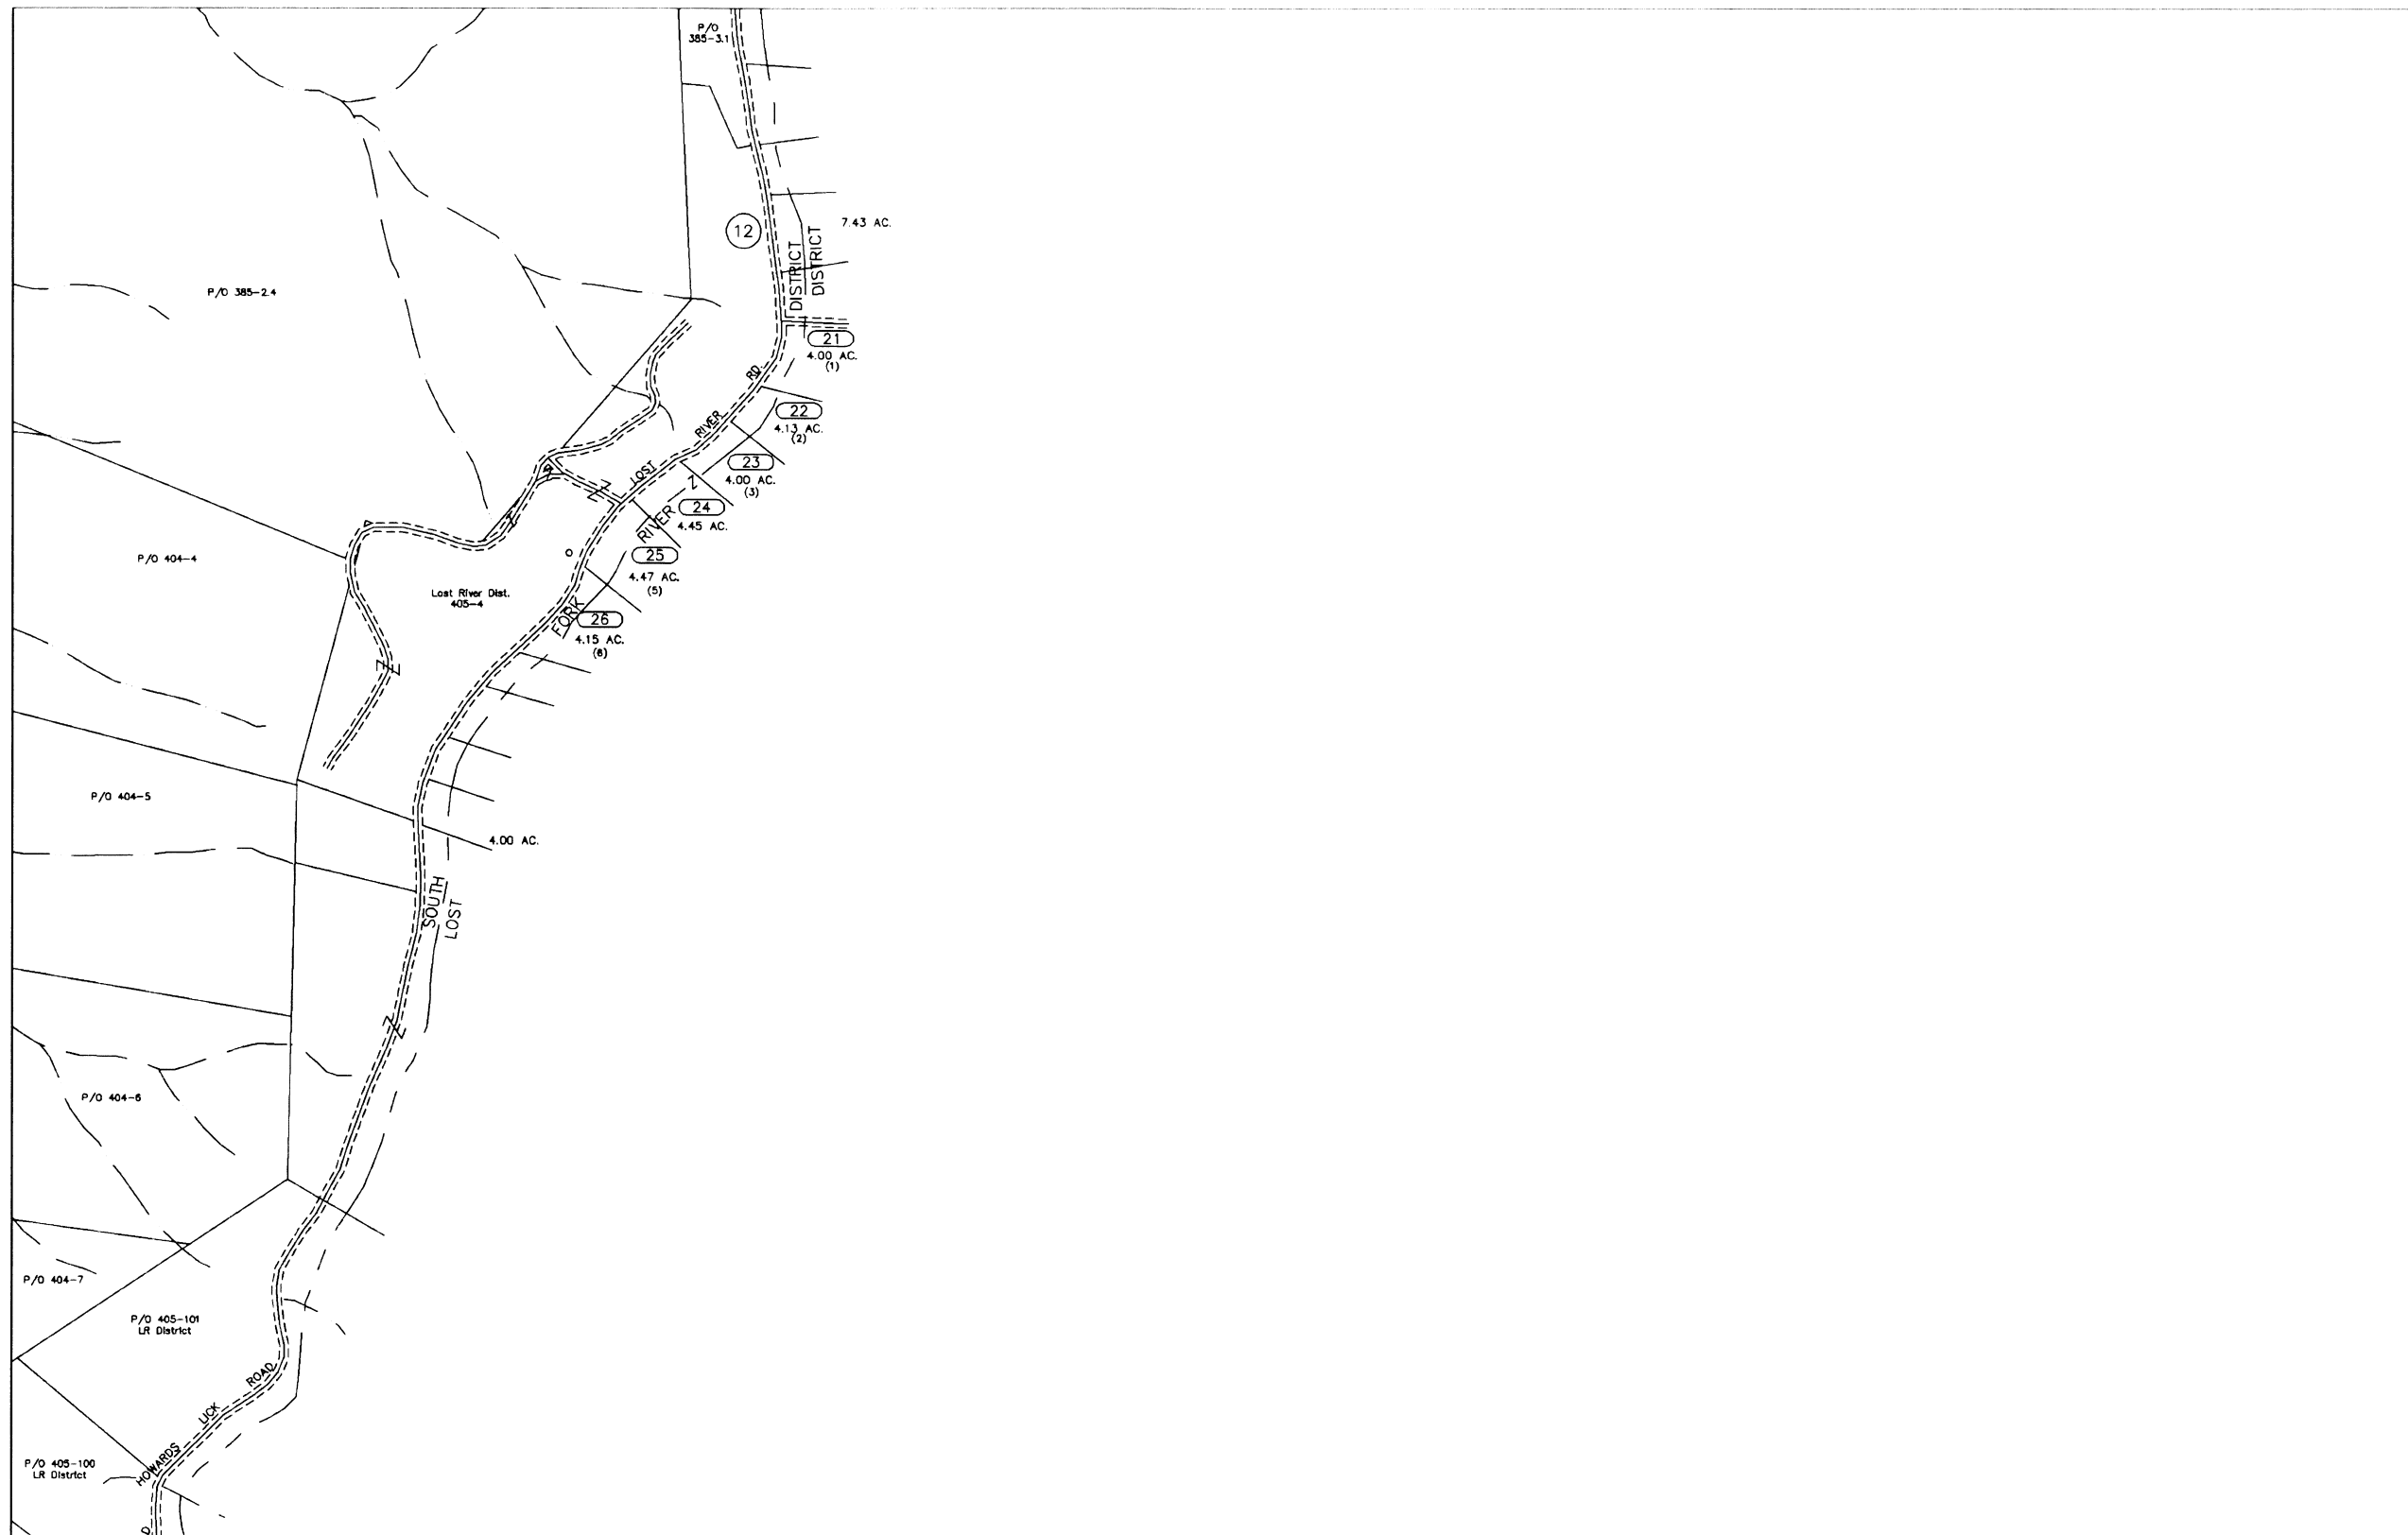 P/O
385-3.1
12
7.43 AC.
DISTRICT
DISTRICT
P/O 385-2.4
21
4.00 AC.
(1)
LOST RIVER RD.
22
4.13 AC.
(2)
23
4.00 AC.
(3)
24
4.45 AC.
RIVER
25
4.47 AC.
(5)
P/O 404-4
Lost River Dist.
405-4
FORK
26
4.15 AC.
(6)
P/O 404-5
4.00 AC.
SOUTH
LOST
P/O 404-6
P/O 404-7
P/O 405-101
LR District
HOWARDS LICK ROAD
P/O 405-100
LR District
D